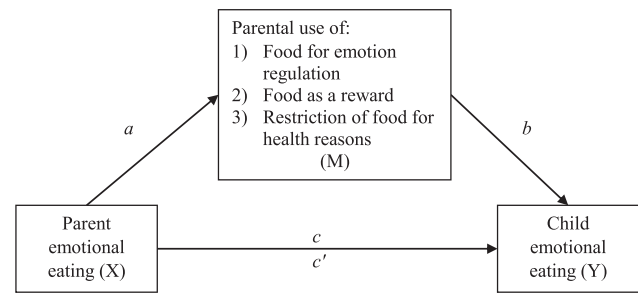 Parental use of:
1) Food for emotion
regulation
2) Food as a reward
3) Restriction of food for
health reasons
(M)
a
b
Parent
emotional
eating (X)
c
c′
Child
emotional
eating (Y)